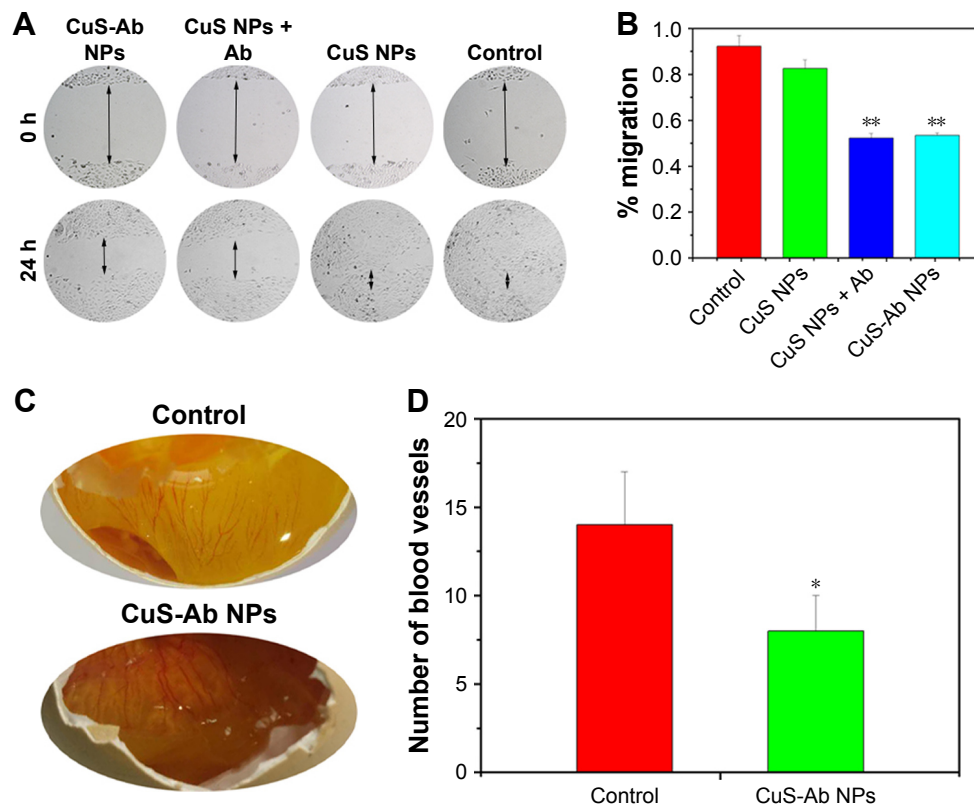 A
CuS-Ab
NPs
CuS NPs +
Ab
CuS NPs
Control
0 h
24 h
B
% migration
1.0
0.8
0.6
0.4
0.2
0.0
**
**
Control
CuS NPs
CuS NPs + Ab
CuS-Ab NPs
C
Control
CuS-Ab NPs
D
Number of blood vessels
20
15
10
5
0
*
Control
CuS-Ab NPs